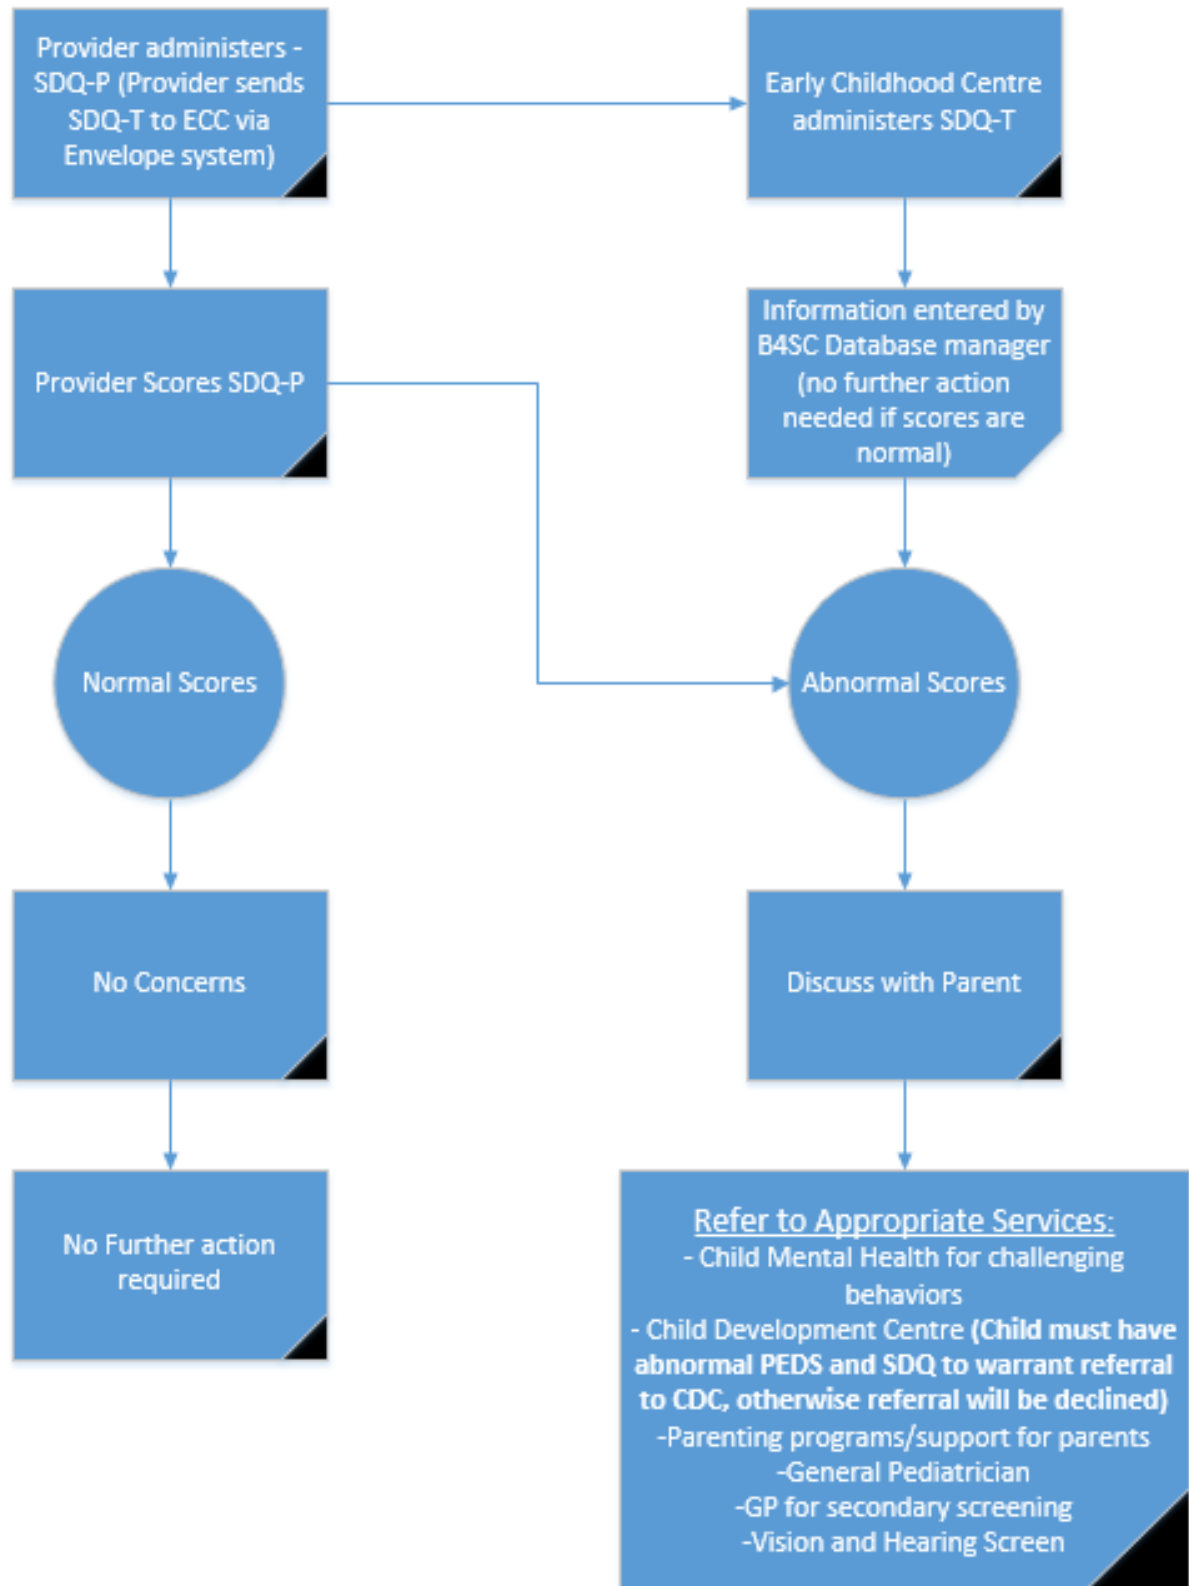 Provider administers -
SDQ-P (Provider sends
SDQ-T to ECC via
Envelope system)
Early Childhood Centre
administers SDQ-T
Provider Scores SDQ-P
Information entered by
B4SC Database manager
(no further action
needed if scores are
normal)
Normal Scores
Abnormal Scores
No Concerns
Discuss with Parent
No Further action
required
Refer to Appropriate Services:
- Child Mental Health for challenging
behaviors
- Child Development Centre (Child must have
abnormal PEDS and SDQ to warrant referral
to CDC, otherwise referral will be declined)
-Parenting programs/support for parents
-General Pediatrician
-GP for secondary screening
-Vision and Hearing Screen